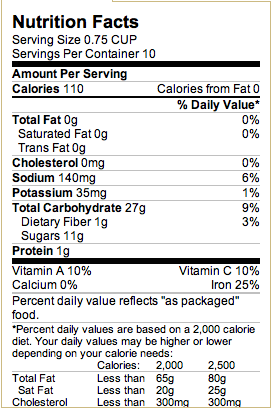 Nutrition Facts
Serving Size 0.75 CUP
Servings Per Container 10
Amount Per Serving
Calories 110 Calories from Fat 0
% Daily Value*
Total Fat 0g 0%
Saturated Fat 0g 0%
Trans Fat 0g
Cholesterol 0mg 0%
Sodium 140mg 6%
Potassium 35mg 1%
Total Carbohydrate 27g 9%
Dietary Fiber 1g 3%
Sugars 11g
Protein 1g
Vitamin A 10% Vitamin C 10%
Calcium 0% Iron 25%
Percent daily value reflects "as packaged"
food.
*Percent daily values are based on a 2,000 calorie
diet. Your daily values may be higher or lower
depending on your calorie needs:
Calories: 2,000 2,500
Total Fat Less than 65g 80g
Sat Fat Less than 20g 25g
Cholesterol Less than 300mg 300mg